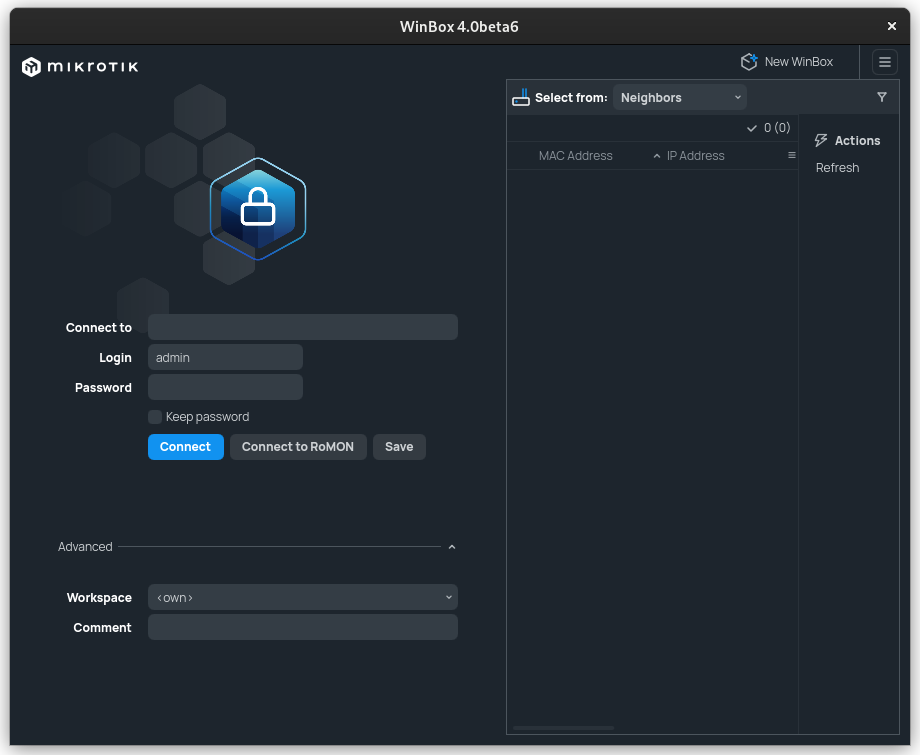 WinBox 4.0beta6
mikrotik
New WinBox
Select from: Neighbors
0 (0)
MAC Address IP Address
Actions
Refresh
Connect to
Login admin
Password
Keep password
Connect Connect to RoMON Save
Advanced
Workspace <own>
Comment